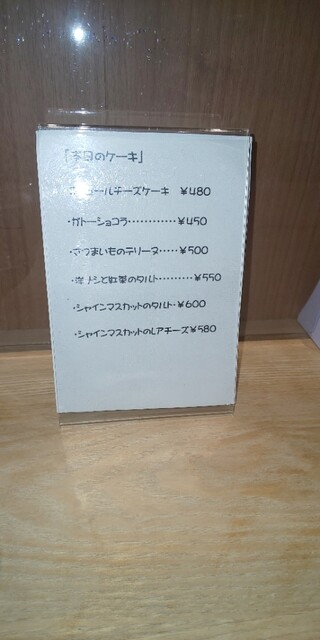 「本日のケーキ」
ールチーズケーキ ¥480
・ガトーショコラ············¥450
・さつまいものテリーヌ·····¥500
・洋ナシと紅茶のタルト·········¥550
・シャインマスカットのタルト·¥600
・シャインマスカットのレアチーズ¥580